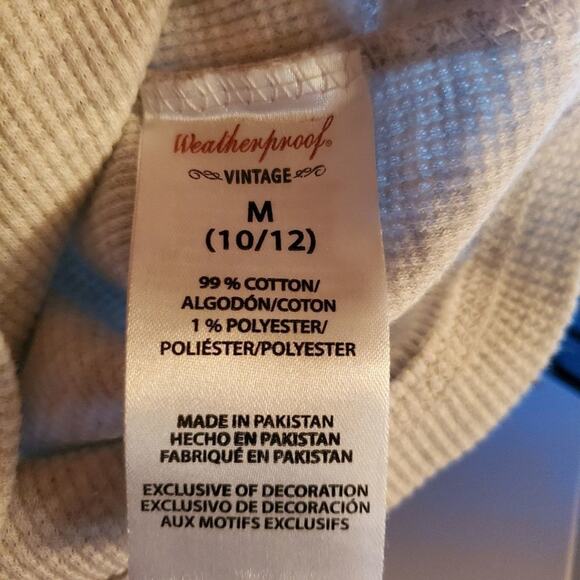 Weatherproof®
VINTAGE
M
(10/12)
99 % COTTON/
ALGODÓN/COTON
1 % POLYESTER/
POLIÉSTER/POLYESTER
MADE IN PAKISTAN
HECHO EN PAKISTAN
FABRIQUÉ EN PAKISTAN
EXCLUSIVE OF DECORATION
EXCLUSIVO DE DECORACIÓN
AUX MOTIFS EXCLUSIFS